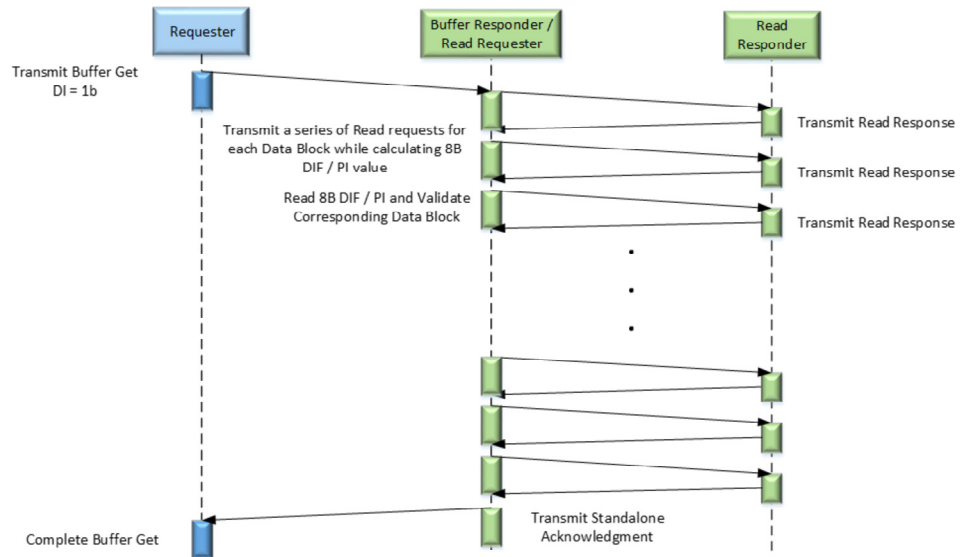 Requester
Buffer Responder /
Read Requester
Read
Responder
Transmit Buffer Get
DI = 1b
Transmit Read Response
Transmit a series of Read requests for
each Data Block while calculating 8B
DIF / PI value
Transmit Read Response
Read 8B DIF / PI and Validate
Corresponding Data Block
Transmit Read Response
Transmit Standalone
Acknowledgment
Complete Buffer Get